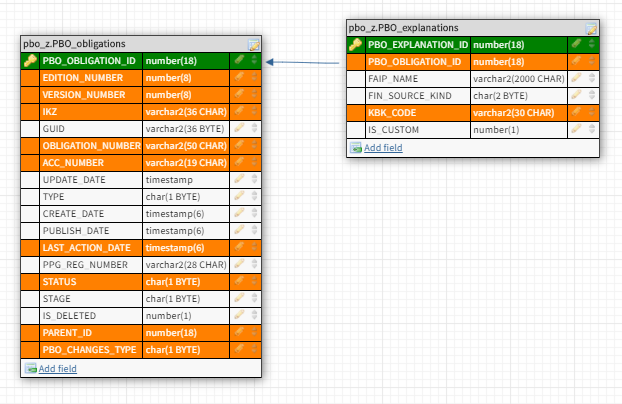 pbo_z.PBO_obligations
PBO_OBLIGATION_ID number(18)
EDITION_NUMBER number(8)
VERSION_NUMBER number(8)
IKZ varchar2(36 CHAR)
GUID varchar2(36 BYTE)
OBLIGATION_NUMBER varchar2(50 CHAR)
ACC_NUMBER varchar2(19 CHAR)
UPDATE_DATE timestamp
TYPE char(1 BYTE)
CREATE_DATE timestamp(6)
PUBLISH_DATE timestamp(6)
LAST_ACTION_DATE timestamp(6)
PPG_REG_NUMBER varchar2(28 CHAR)
STATUS char(1 BYTE)
STAGE char(1 BYTE)
IS_DELETED number(1)
PARENT_ID number(18)
PBO_CHANGES_TYPE char(1 BYTE)
Add field
pbo_z.PBO_explanations
PBO_EXPLANATION_ID number(18)
PBO_OBLIGATION_ID number(18)
FAIP_NAME varchar2(2000 CHAR)
FIN_SOURCE_KIND char(2 BYTE)
KBK_CODE varchar2(30 CHAR)
IS_CUSTOM number(1)
Add field